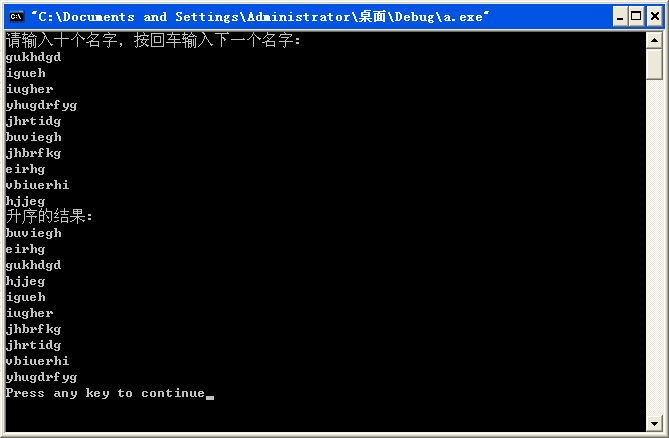 "C:\Documents and Settings\Administrator\桌面\Debug\a.exe"
请输入十个名字，按回车输入下一个名字：
gukhdgd
igueh
iugher
yhugdrfyg
jhrtidg
buviegh
jhbrfkg
eirhg
vbiuerhi
hjjeg
升序的结果：
buviegh
eirhg
gukhdgd
hjjeg
igueh
iugher
jhbrfkg
jhrtidg
vbiuerhi
yhugdrfyg
Press any key to continue